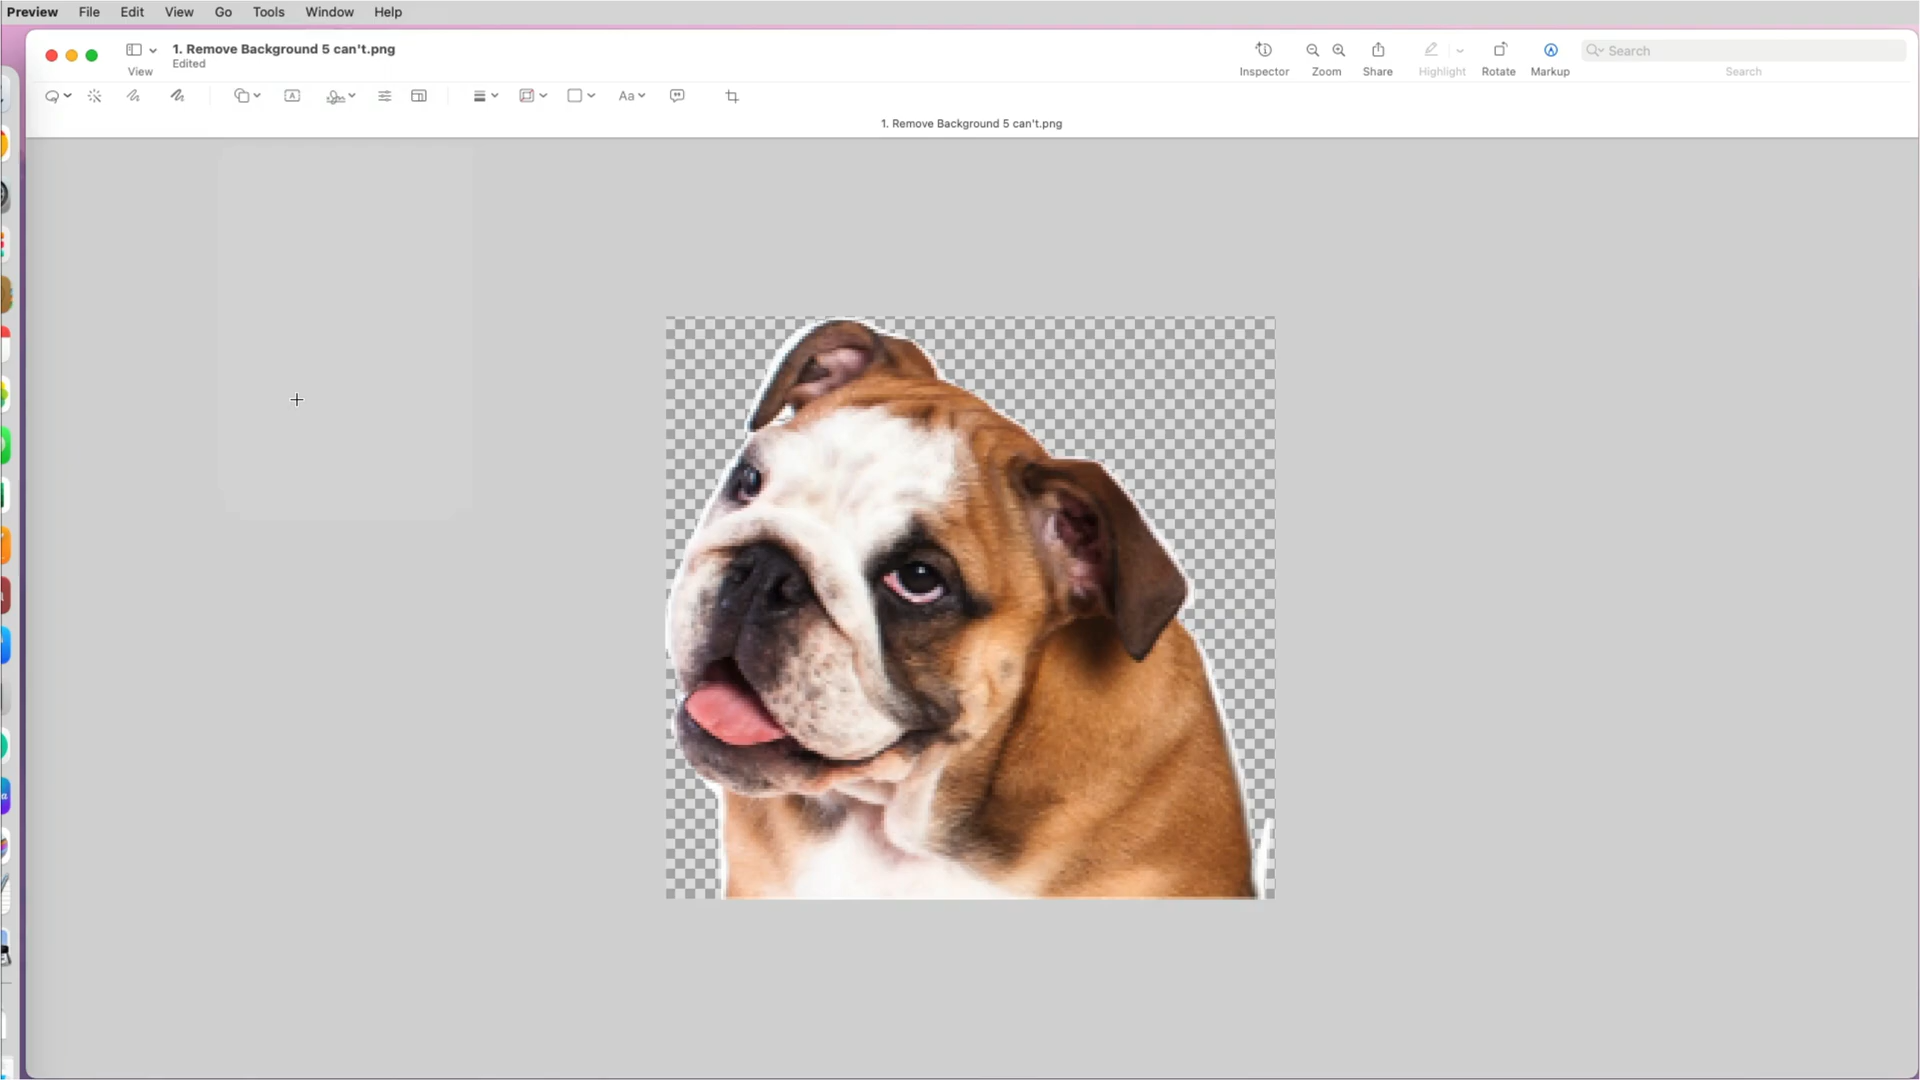 Preview File Edit View Go Tools Window Help
1. Remove Background 5 can't.png
Edited
View
Inspector Zoom Share Highlight Rotate Markup Search
Search
Aa
1. Remove Background 5 can't.png